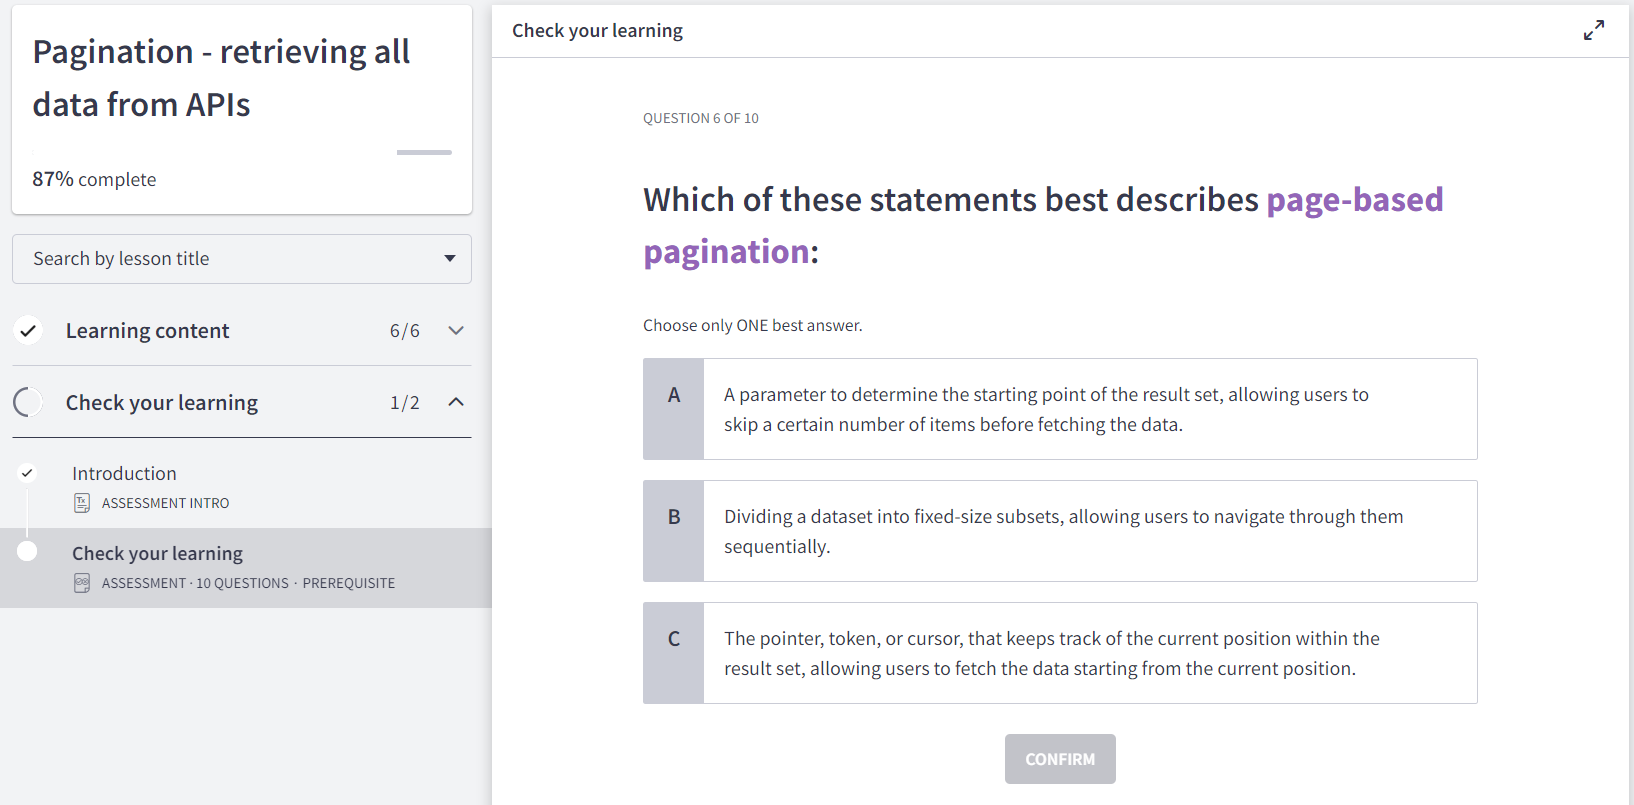 Pagination - retrieving all
data from APIs
87% complete
Search by lesson title
Learning content 6/6
Check your learning 1/2
Introduction
Tx ASSESSMENT INTRO
Check your learning
ASSESSMENT · 10 QUESTIONS · PREREQUISITE
Check your learning
QUESTION 6 OF 10
Which of these statements best describes page-based
pagination:
Choose only ONE best answer.
A
A parameter to determine the starting point of the result set, allowing users to
skip a certain number of items before fetching the data.
B
Dividing a dataset into fixed-size subsets, allowing users to navigate through them
sequentially.
C
The pointer, token, or cursor, that keeps track of the current position within the
result set, allowing users to fetch the data starting from the current position.
CONFIRM